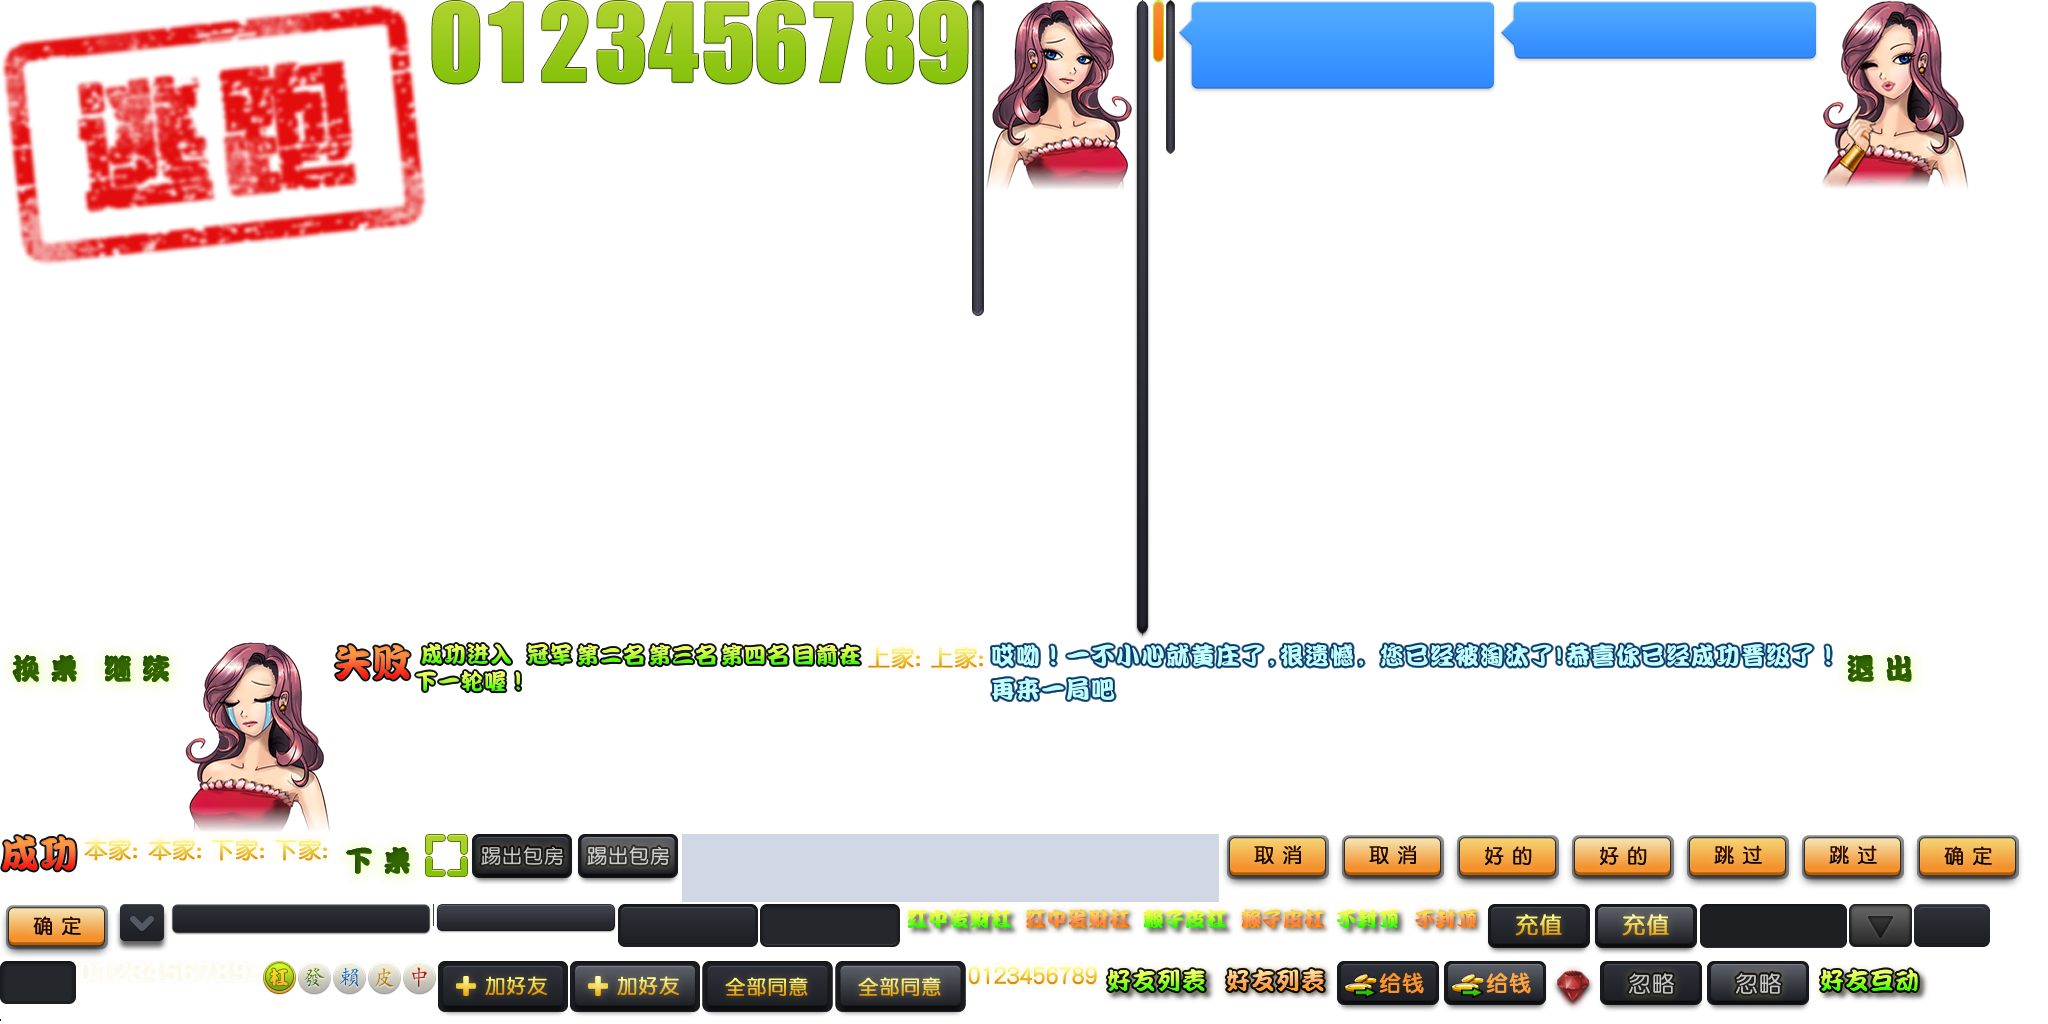 逃跑
0123456789
换桌 继续
失败
成功进入
下一轮喔！
冠军 第二名 第三名 第四名 目前在
上家: 上家:
哎呦！一不小心就黄庄了，很遗憾，您已经被淘汰了!恭喜你已经成功晋级了！
再来一局吧
退出
成功
本家: 本家: 下家: 下家:
下桌
踢出包房
踢出包房
取消
取消
好的
好的
跳过
跳过
确定
确定
红中发财杠
红中发财杠
赖子皮杠
赖子皮杠
不封顶
不封顶
充值
充值
0123456789
杠 發 賴 皮 中
加好友
加好友
全部同意
全部同意
0123456789
好友列表
好友列表
给钱
给钱
忽略
忽略
好友互动